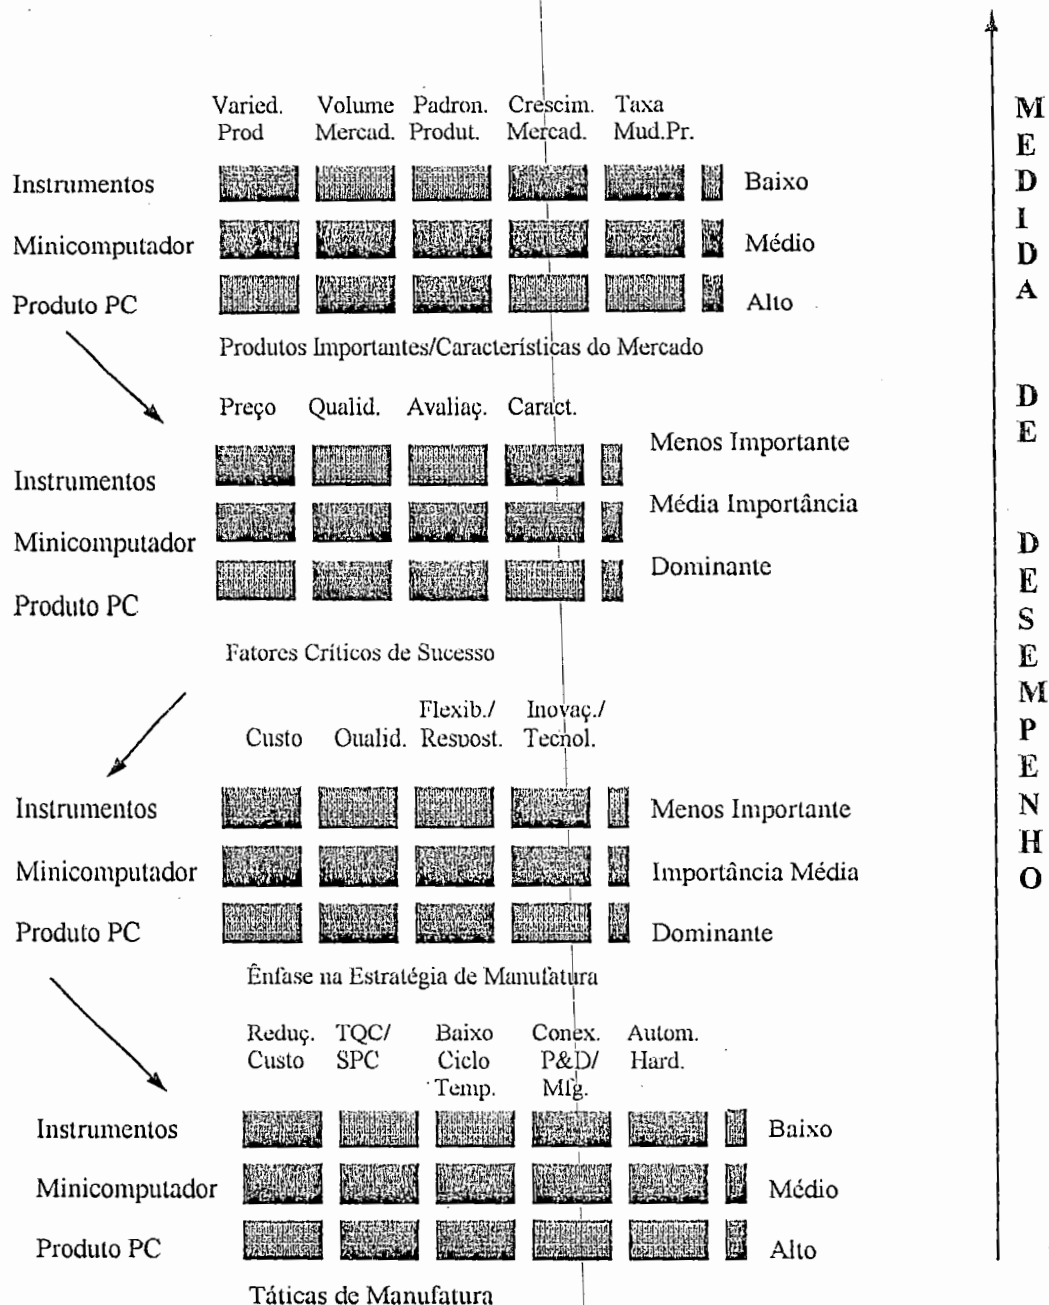 Varied. Volume Padron. Crescim. Taxa
Prod Mercad. Produt. Mercad. Mud.Pr.
Instrumentos Baixo
Minicomputador Médio
Produto PC Alto
Produtos Importantes/Características do Mercado
Preço Qualid. Avaliaç. Caract.
Menos Importante
Instrumentos
Média Importância
Minicomputador
Dominante
Produto PC
Fatores Críticos de Sucesso
Flexib./ Inovaç./
Custo Qualid. Respost. Tecnol.
Instrumentos Menos Importante
Minicomputador Importância Média
Produto PC Dominante
Ênfase na Estratégia de Manufatura
Reduç. TQC/ Baixo Conex. Autom.
Custo SPC Ciclo P&D/ Hard.
Temp. Mfg.
Instrumentos Baixo
Minicomputador Médio
Produto PC Alto
Táticas de Manufatura
MEDIDA DE DESEMPENHO